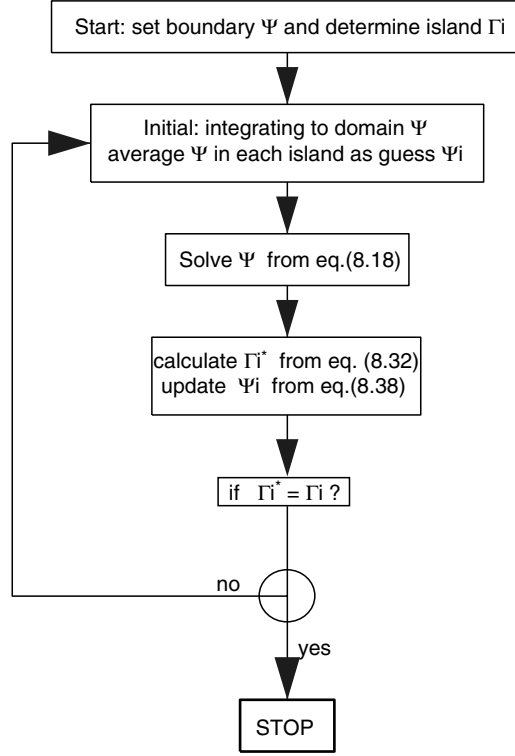 Start: set boundary Ψ and determine island Γi
Initial: integrating to domain Ψ
average Ψ in each island as guess Ψi
Solve Ψ from eq.(8.18)
calculate Γi* from eq. (8.32)
update Ψi from eq.(8.38)
if Γi* = Γi ?
no
yes
STOP